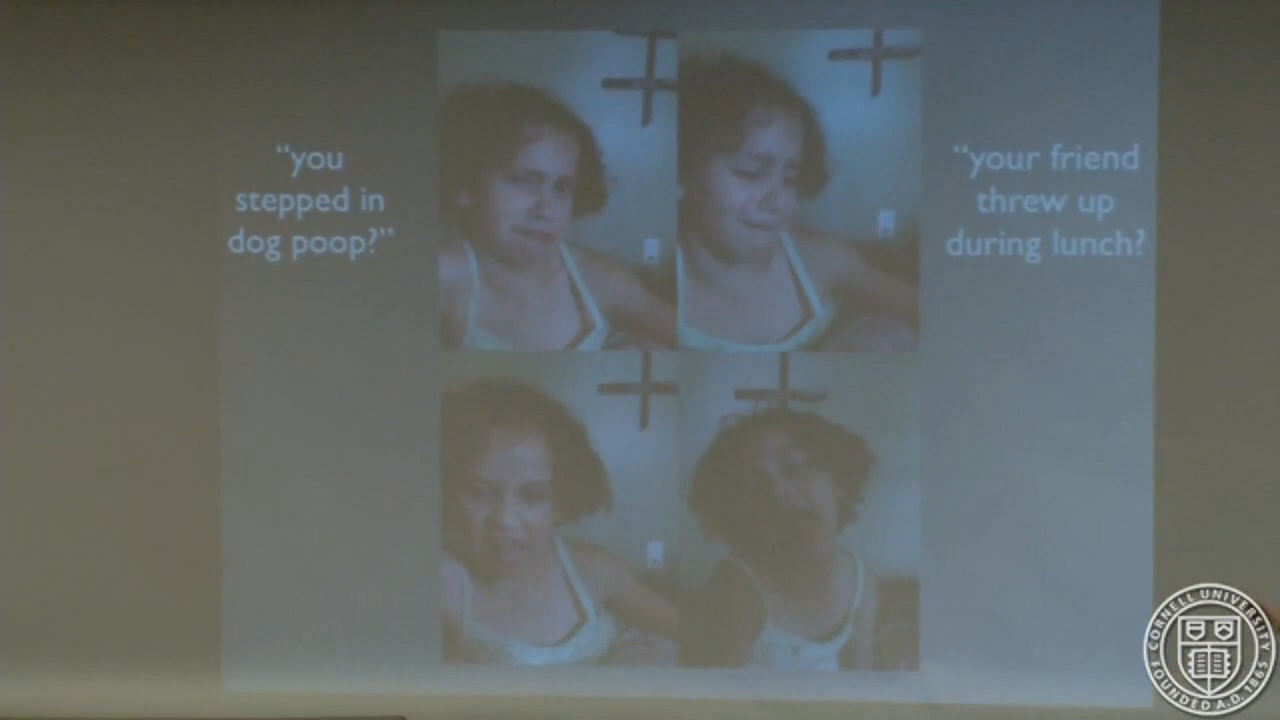 “you
stepped in
dog poop?”
“your friend
threw up
during lunch?
CORNELL UNIVERSITY
FOUNDED A.D. 1865